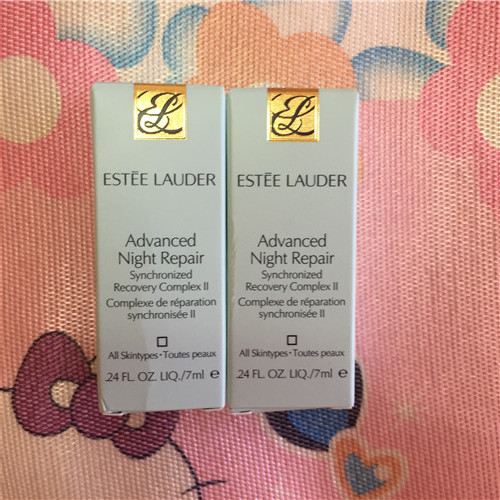 EL
ESTĒE LAUDER
Advanced
Night Repair
Synchronized
Recovery Complex II
Complexe de réparation
synchronisée II
All Skintypes • Toutes peaux
.24 FL. OZ. LIQ./7ml e
EL
ESTĒE LAUDER
Advanced
Night Repair
Synchronized
Recovery Complex II
Complexe de réparation
synchronisée II
All Skintypes • Toutes peaux
.24 FL. OZ. LIQ./7ml e